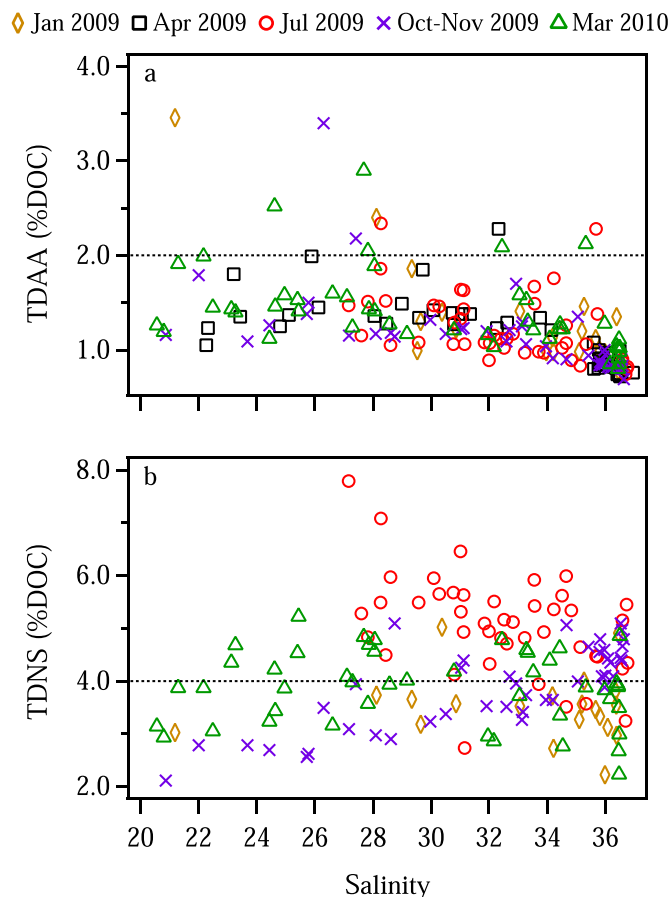 Jan 2009 Apr 2009 Jul 2009 Oct-Nov 2009 Mar 2010
a
4.0
3.0
2.0
1.0
TDAA (%DOC)
b
8.0
6.0
4.0
2.0
TDNS (%DOC)
20 22 24 26 28 30 32 34 36
Salinity